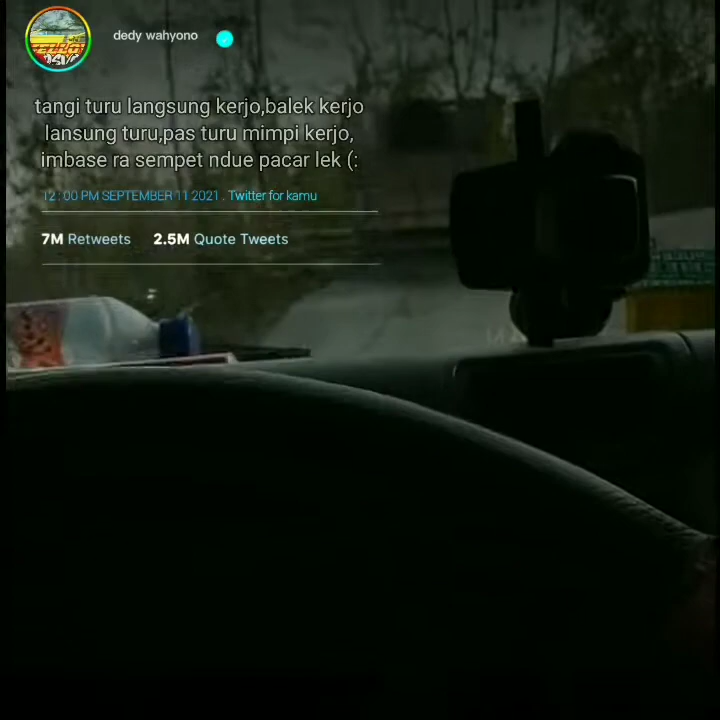 dedy wahyono
tangi turu langsung kerjo,balek kerjo
lansung turu,pas turu mimpi kerjo,
imbase ra sempet ndue pacar lek (:
12 : 00 PM SEPTEMBER 11 2021 . Twitter for kamu
7M Retweets 2.5M Quote Tweets